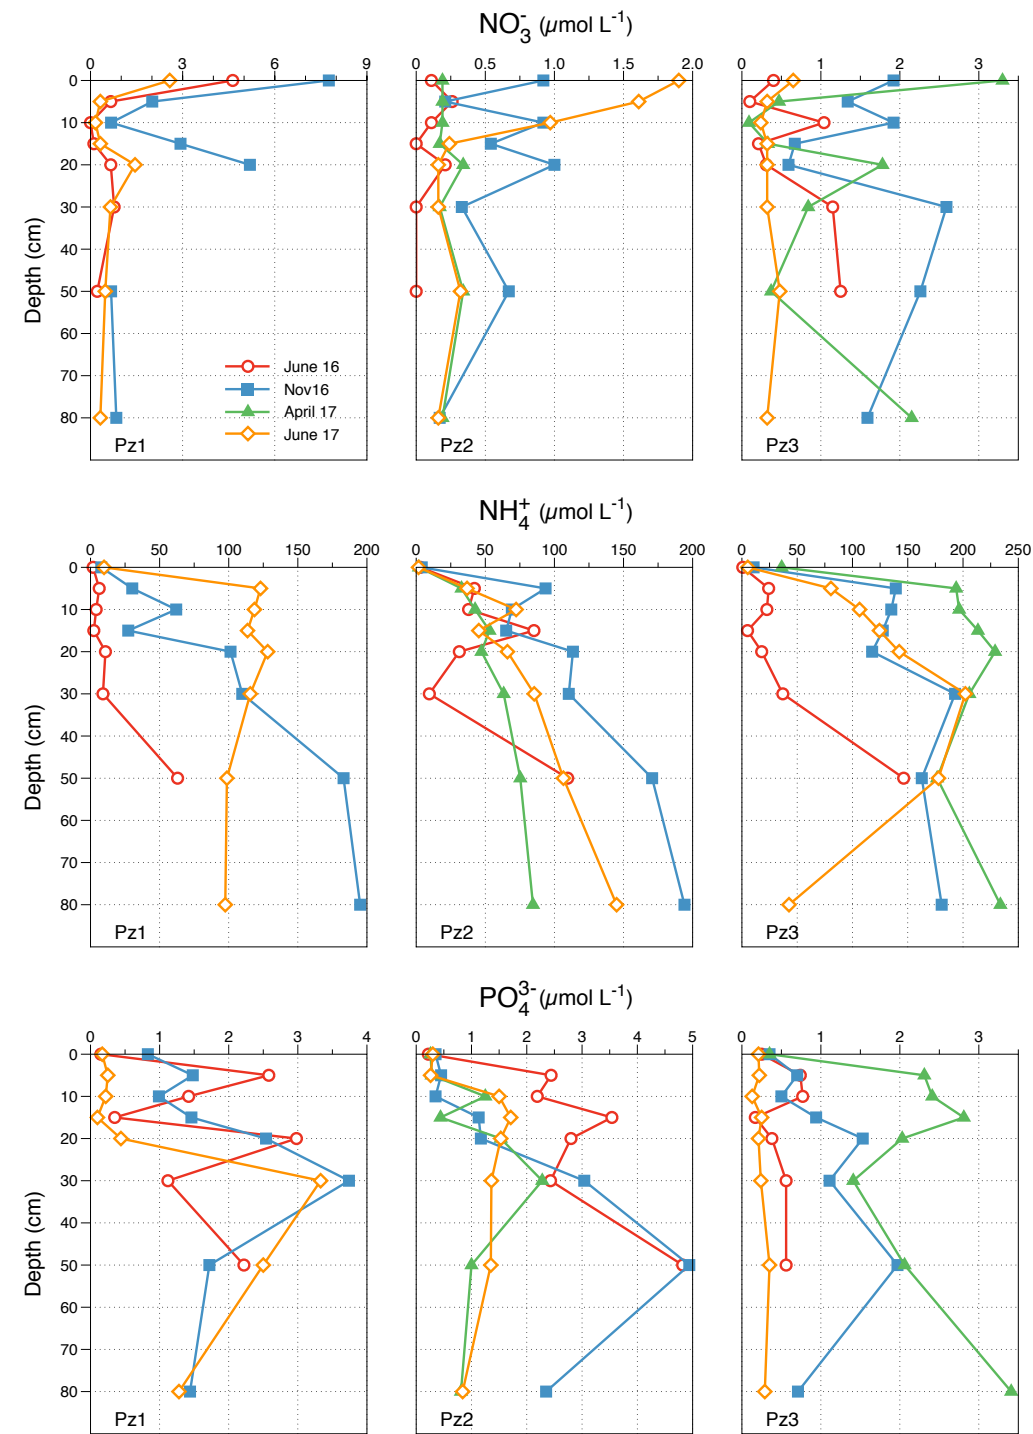 NO₃⁻ (µmol L⁻¹)
0 3 6 9
0 0.5 1.0 1.5 2.0
0 1 2 3
0
10
20
30
40
50
60
70
80
Depth (cm)
June 16
Nov16
April 17
June 17
Pz1
Pz2
Pz3
NH₄⁺ (µmol L⁻¹)
0 50 100 150 200
0 50 100 150 200
0 50 100 150 200 250
0
10
20
30
40
50
60
70
80
Depth (cm)
Pz1
Pz2
Pz3
PO₄³⁻ (µmol L⁻¹)
0 1 2 3 4
0 1 2 3 4 5
0 1 2 3
0
10
20
30
40
50
60
70
80
Depth (cm)
Pz1
Pz2
Pz3